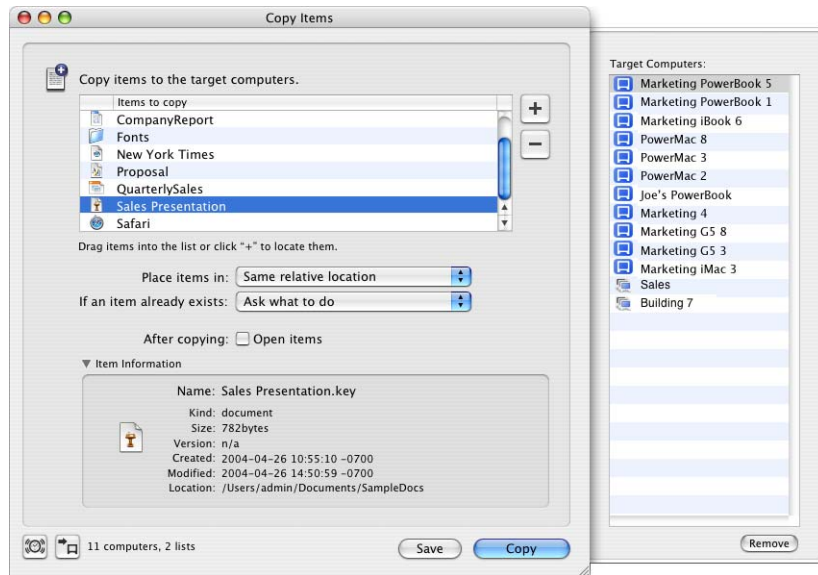 Copy Items
Copy items to the target computers.
Items to copy
CompanyReport
Fonts
New York Times
Proposal
QuarterlySales
Sales Presentation
Safari
Drag items into the list or click "+" to locate them.
Place items in: Same relative location
If an item already exists: Ask what to do
After copying: Open items
Item Information
Name: Sales Presentation.key
Kind: document
Size: 782bytes
Version: n/a
Created: 2004-04-26 10:55:10 -0700
Modified: 2004-04-26 14:50:59 -0700
Location: /Users/admin/Documents/SampleDocs
11 computers, 2 lists
Save
Copy
Target Computers:
Marketing PowerBook 5
Marketing PowerBook 1
Marketing iBook 6
PowerMac 8
PowerMac 3
PowerMac 2
Joe's PowerBook
Marketing 4
Marketing G5 8
Marketing G5 3
Marketing iMac 3
Sales
Building 7
Remove